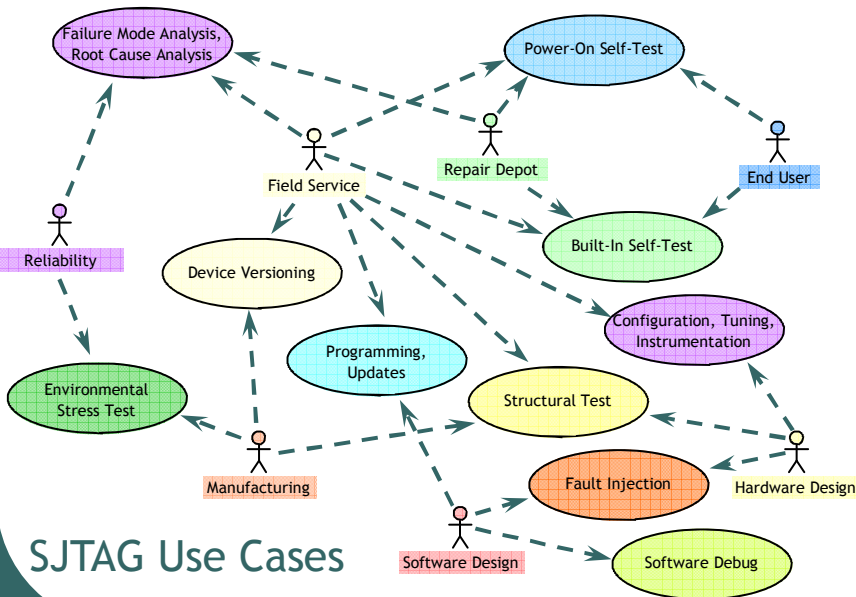 Failure Mode Analysis,
Root Cause Analysis
Power-On Self-Test
Repair Depot
End User
Field Service
Built-In Self-Test
Reliability
Device Versioning
Configuration, Tuning,
Instrumentation
Programming,
Updates
Environmental
Stress Test
Structural Test
Manufacturing
Fault Injection
Hardware Design
SJTAG Use Cases
Software Design
Software Debug